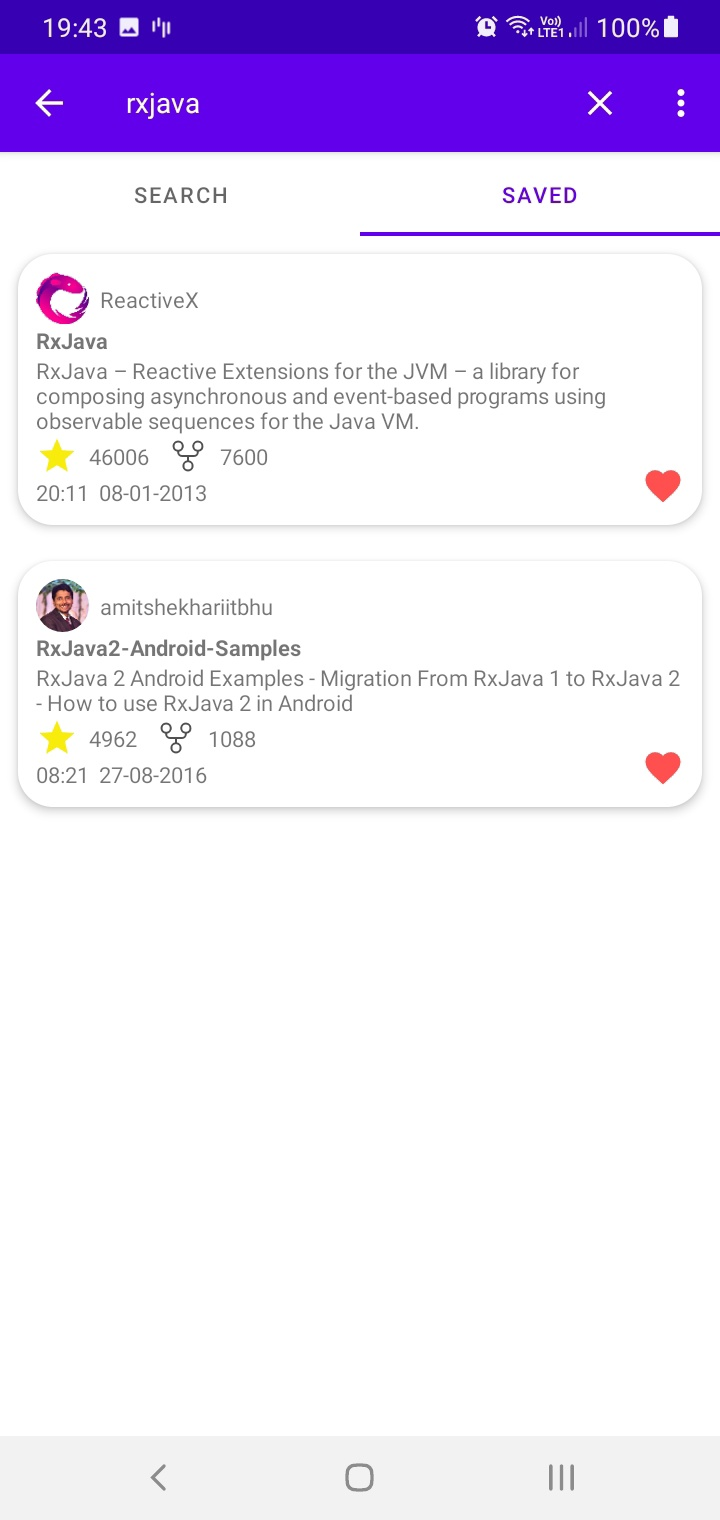 19:43 Vo)) LTE1 100%
rxjava
SEARCH SAVED
ReactiveX
RxJava
RxJava – Reactive Extensions for the JVM – a library for
composing asynchronous and event-based programs using
observable sequences for the Java VM.
46006 7600
20:11 08-01-2013
amitshekhariitbhu
RxJava2-Android-Samples
RxJava 2 Android Examples - Migration From RxJava 1 to RxJava 2
- How to use RxJava 2 in Android
4962 1088
08:21 27-08-2016